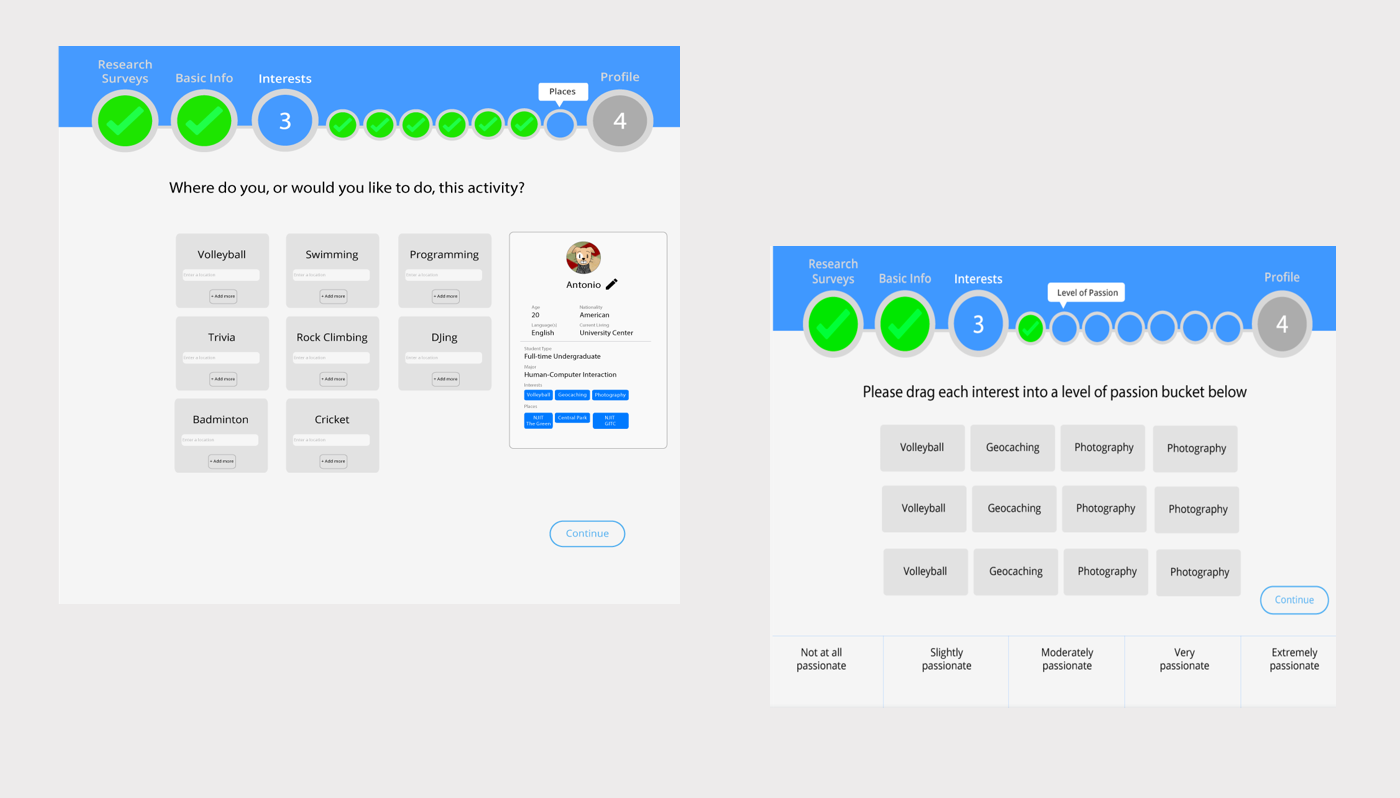 Research
Surveys
Basic Info
Interests
Places
Profile
3
4
Where do you, or would you like to do, this activity?
Volleyball
Enter a location
+ Add more
Swimming
Enter a location
+ Add more
Programming
Enter a location
+ Add more
Trivia
Enter a location
+ Add more
Rock Climbing
Enter a location
+ Add more
DJing
Enter a location
+ Add more
Badminton
Enter a location
+ Add more
Cricket
Enter a location
+ Add more
Antonio
Age
Nationality
20
American
Language(s)
Current Living
English
University Center
Student Type
Full-time Undergraduate
Major
Human-Computer Interaction
Interests
Volleyball
Geocaching
Photography
Places
NJIT
The Green
Central Park
NJIT
GITC
Continue
Research
Surveys
Basic Info
Interests
Level of Passion
Profile
3
4
Please drag each interest into a level of passion bucket below
Volleyball
Geocaching
Photography
Photography
Volleyball
Geocaching
Photography
Photography
Volleyball
Geocaching
Photography
Photography
Continue
Not at all
passionate
Slightly
passionate
Moderately
passionate
Very
passionate
Extremely
passionate